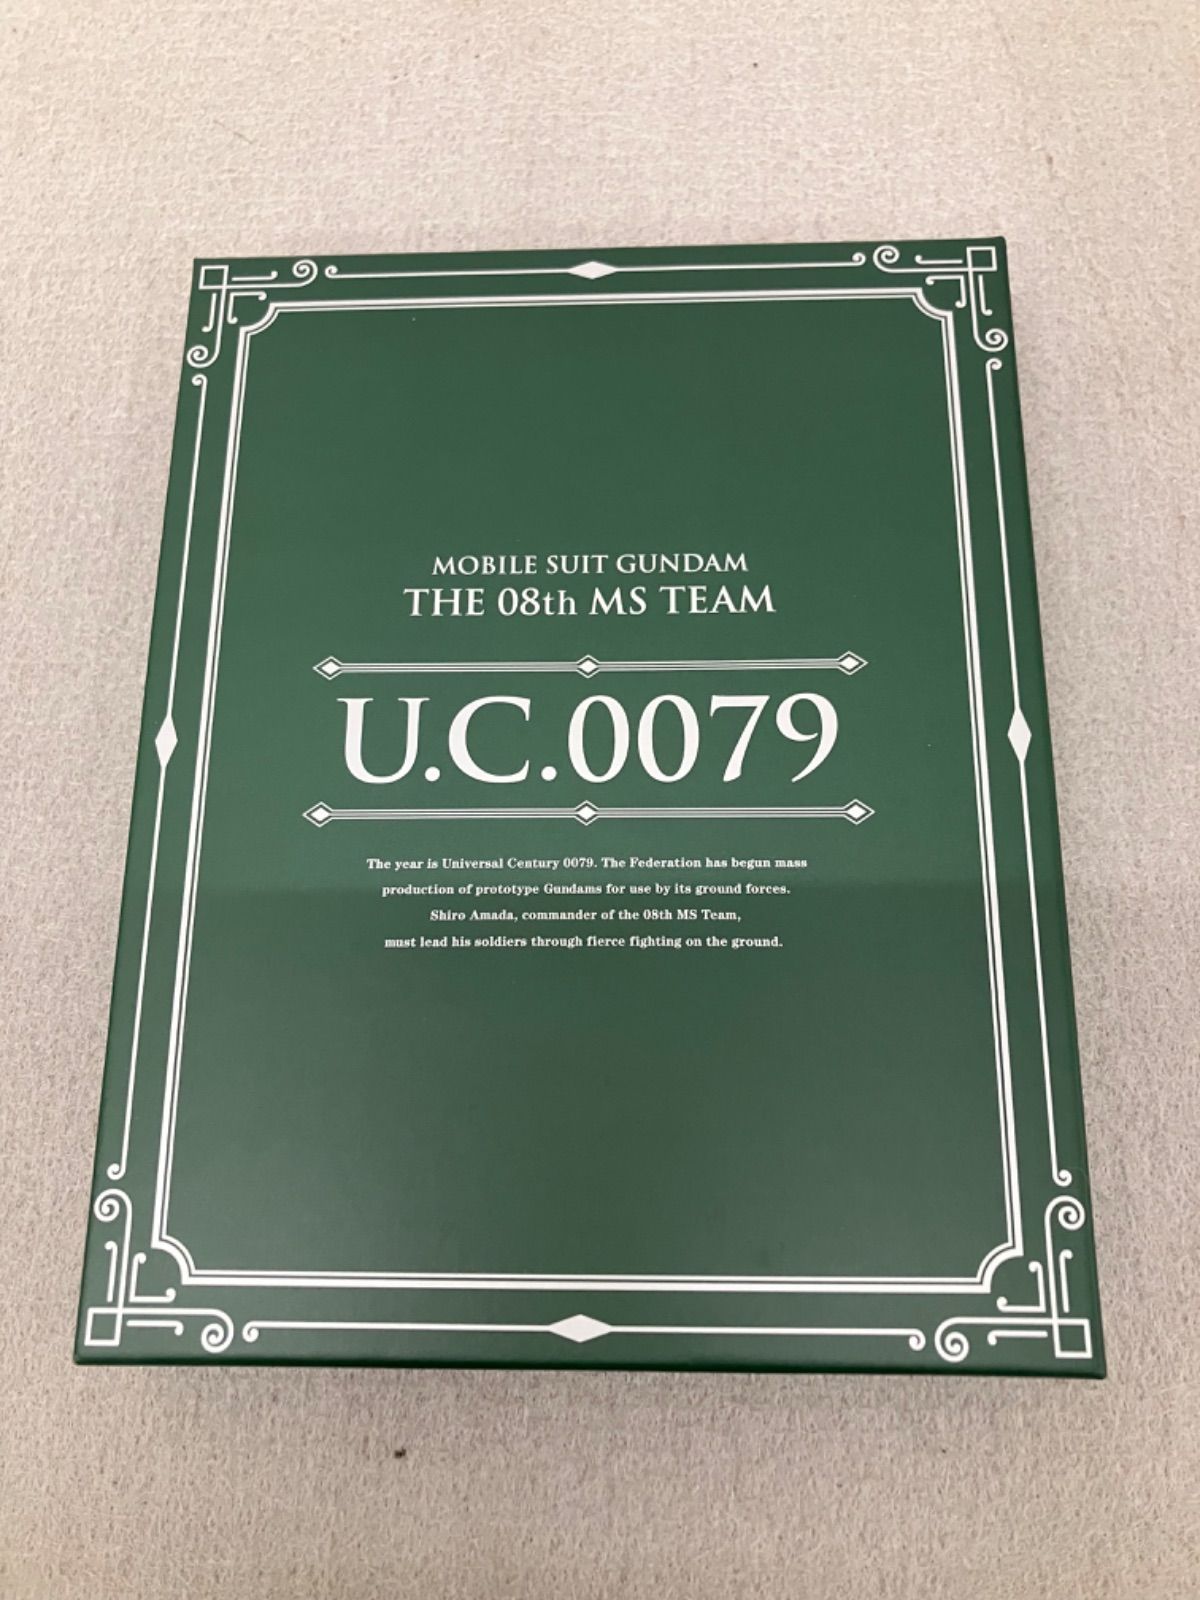 MOBILE SUIT GUNDAM
THE 08th MS TEAM
U.C.0079
The year is Universal Century 0079. The Federation has begun mass
production of prototype Gundams for use by its ground forces.
Shiro Amada, commander of the 08th MS Team,
must lead his soldiers through fierce fighting on the ground.